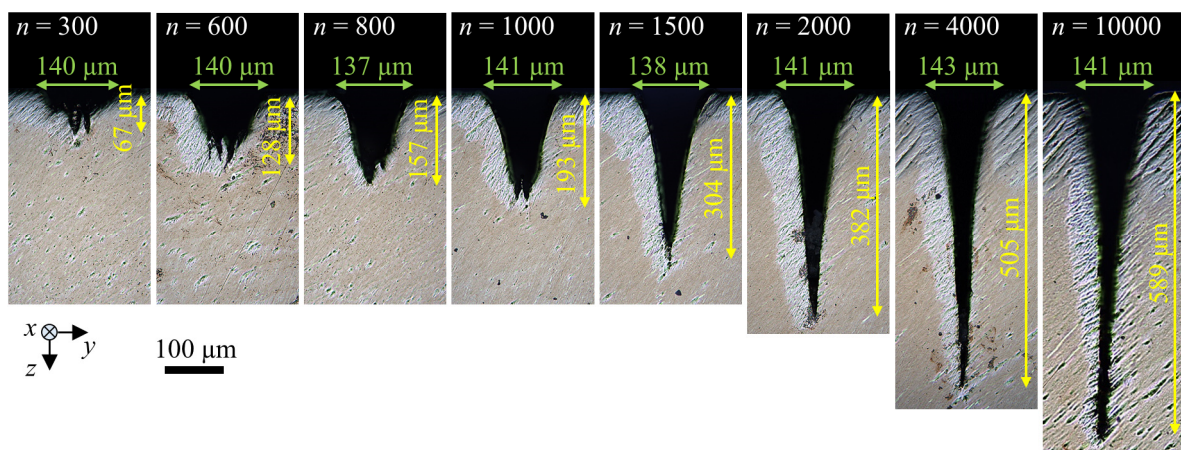 n = 300
n = 600
n = 800
n = 1000
n = 1500
n = 2000
n = 4000
n = 10000
140 μm
140 μm
137 μm
141 μm
138 μm
141 μm
143 μm
141 μm
67 μm
128 μm
157 μm
193 μm
304 μm
382 μm
505 μm
589 μm
x
y
z
100 μm